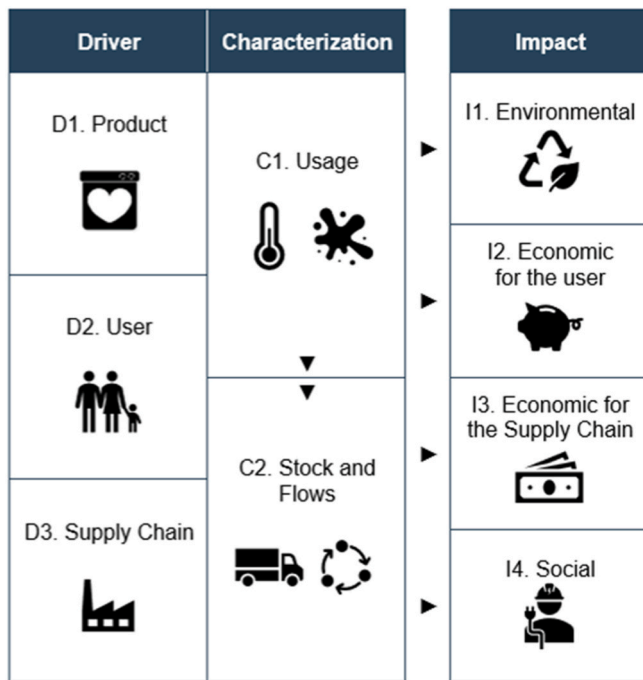 Driver
Characterization
Impact
D1. Product
D2. User
D3. Supply Chain
C1. Usage
C2. Stock and
Flows
I1. Environmental
I2. Economic
for the user
I3. Economic for
the Supply Chain
I4. Social